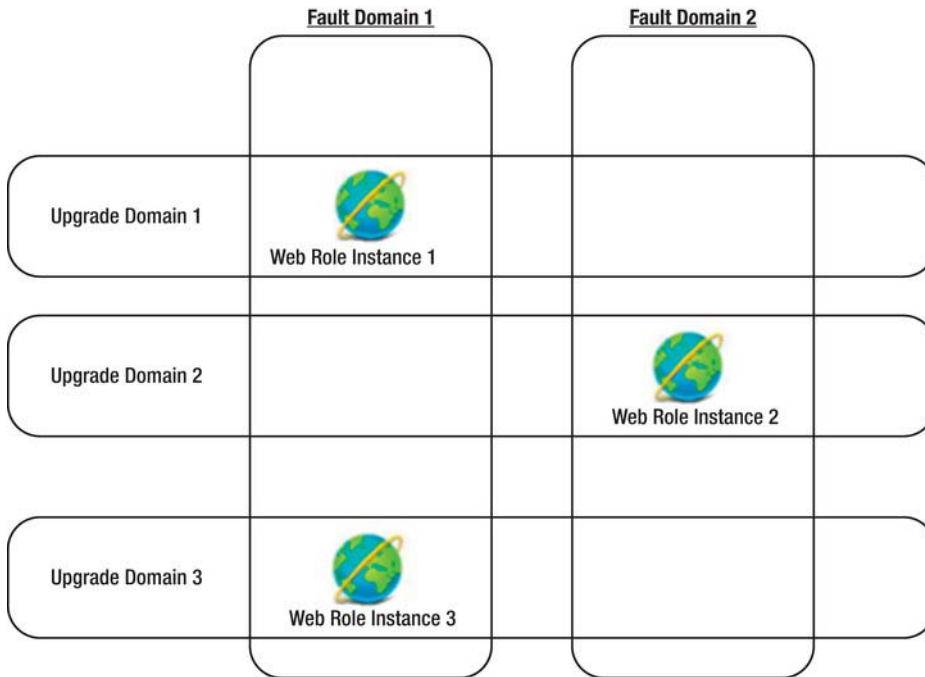 Fault Domain 1
Fault Domain 2
Upgrade Domain 1
Web Role Instance 1
Upgrade Domain 2
Web Role Instance 2
Upgrade Domain 3
Web Role Instance 3